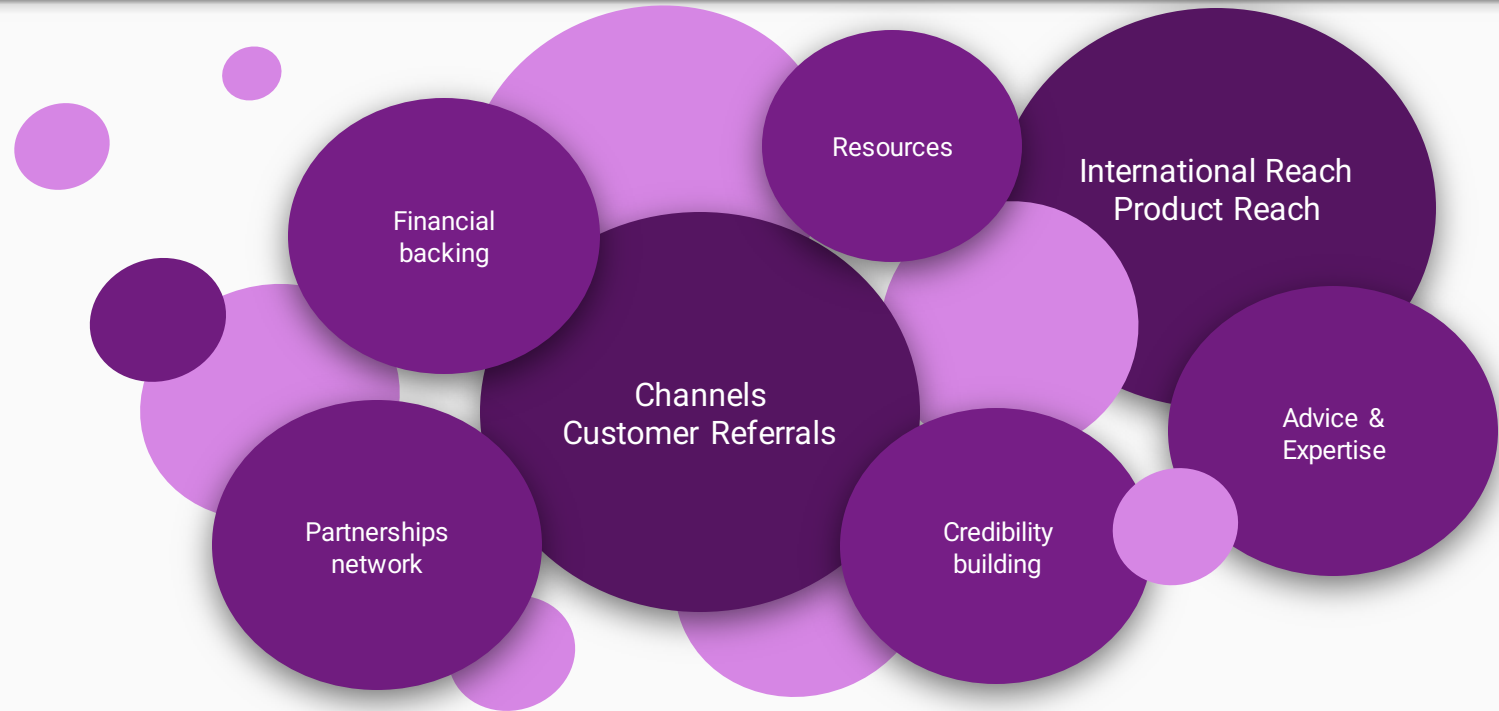 Resources
International Reach
Product Reach
Financial
backing
Channels
Customer Referrals
Advice &
Expertise
Partnerships
network
Credibility
building